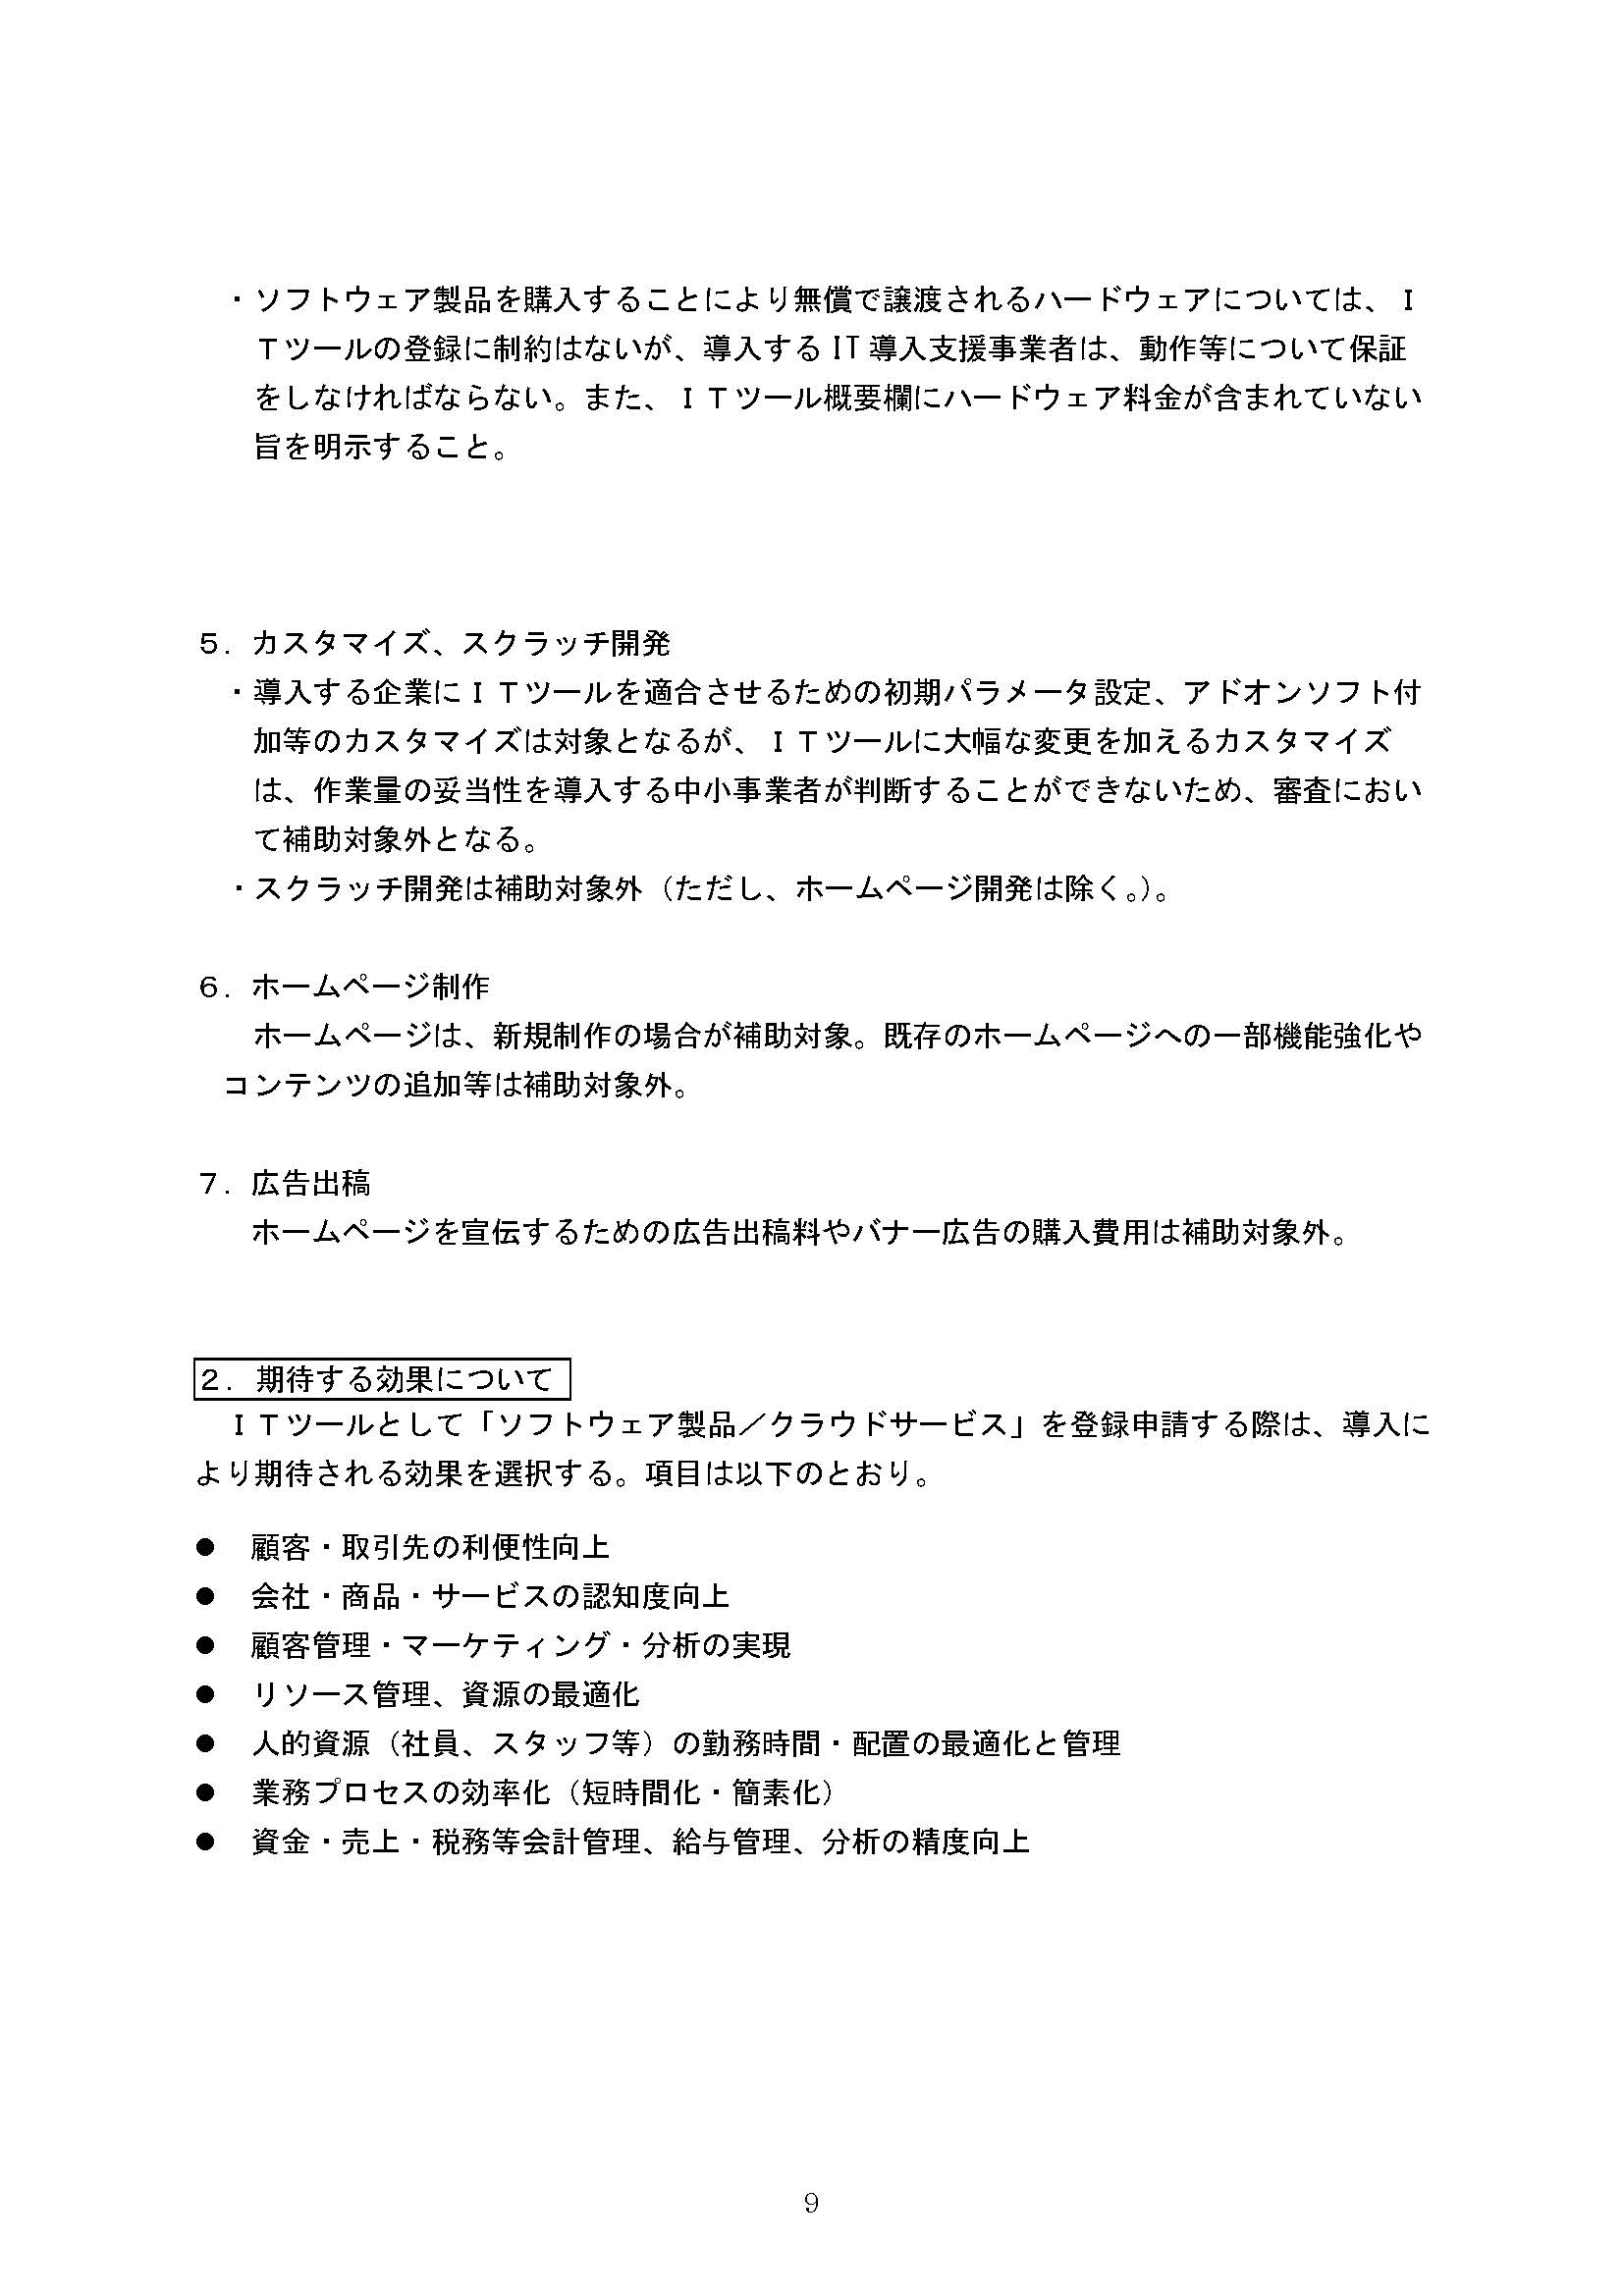 ・ソフトウェア製品を購入することにより無償で譲渡されるハードウェアについては、Ｉ
Ｔツールの登録に制約はないが、導入する IT 導入支援事業者は、動作等について保証
をしなければならない。また、ＩＴツール概要欄にハードウェア料金が含まれていない
旨を明示すること。
５．カスタマイズ、スクラッチ開発
・導入する企業にＩＴツールを適合させるための初期パラメータ設定、アドオンソフト付
加等のカスタマイズは対象となるが、ＩＴツールに大幅な変更を加えるカスタマイズ
は、作業量の妥当性を導入する中小事業者が判断することができないため、審査におい
て補助対象外となる。
・スクラッチ開発は補助対象外（ただし、ホームページ開発は除く。）。
６．ホームページ制作
ホームページは、新規制作の場合が補助対象。既存のホームページへの一部機能強化や
コンテンツの追加等は補助対象外。
７．広告出稿
ホームページを宣伝するための広告出稿料やバナー広告の購入費用は補助対象外。
２．期待する効果について
ＩＴツールとして「ソフトウェア製品／クラウドサービス」を登録申請する際は、導入に
より期待される効果を選択する。項目は以下のとおり。
● 顧客・取引先の利便性向上
● 会社・商品・サービスの認知度向上
● 顧客管理・マーケティング・分析の実現
● リソース管理、資源の最適化
● 人的資源（社員、スタッフ等）の勤務時間・配置の最適化と管理
● 業務プロセスの効率化（短時間化・簡素化）
● 資金・売上・税務等会計管理、給与管理、分析の精度向上
9